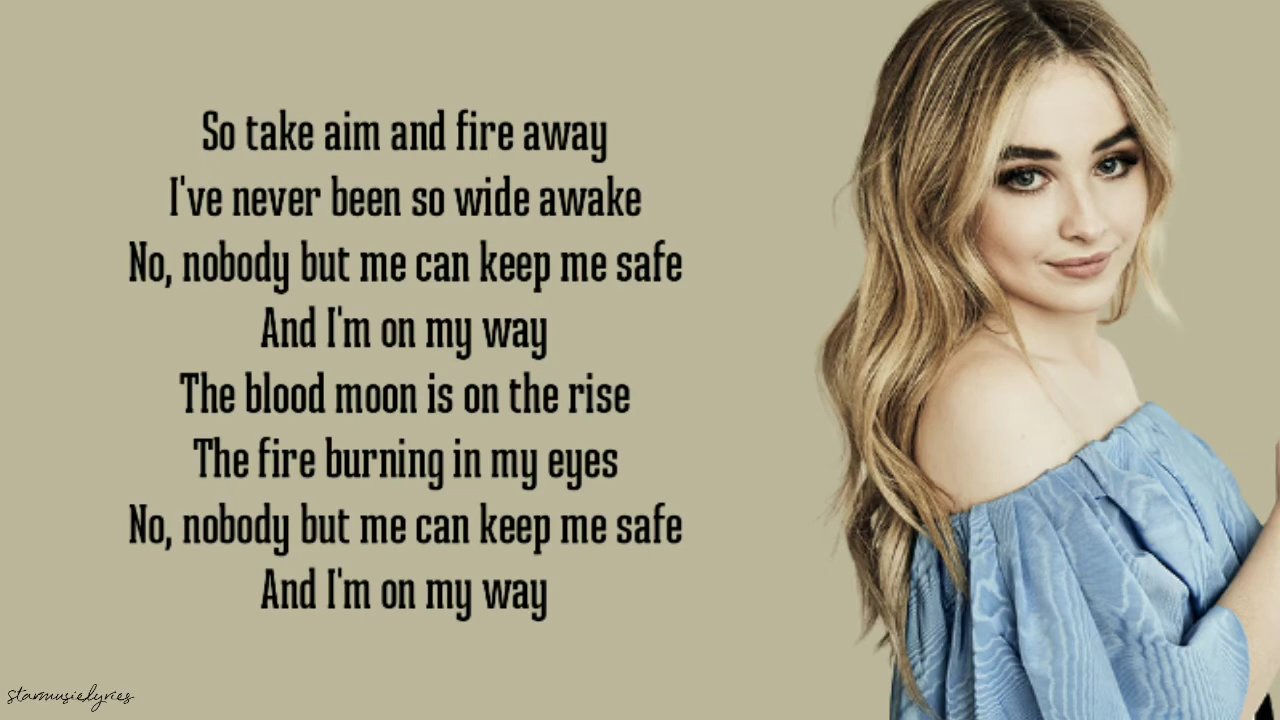 So take aim and fire away
I've never been so wide awake
No, nobody but me can keep me safe
And I'm on my way
The blood moon is on the rise
The fire burning in my eyes
No, nobody but me can keep me safe
And I'm on my way
starmusiclyrics